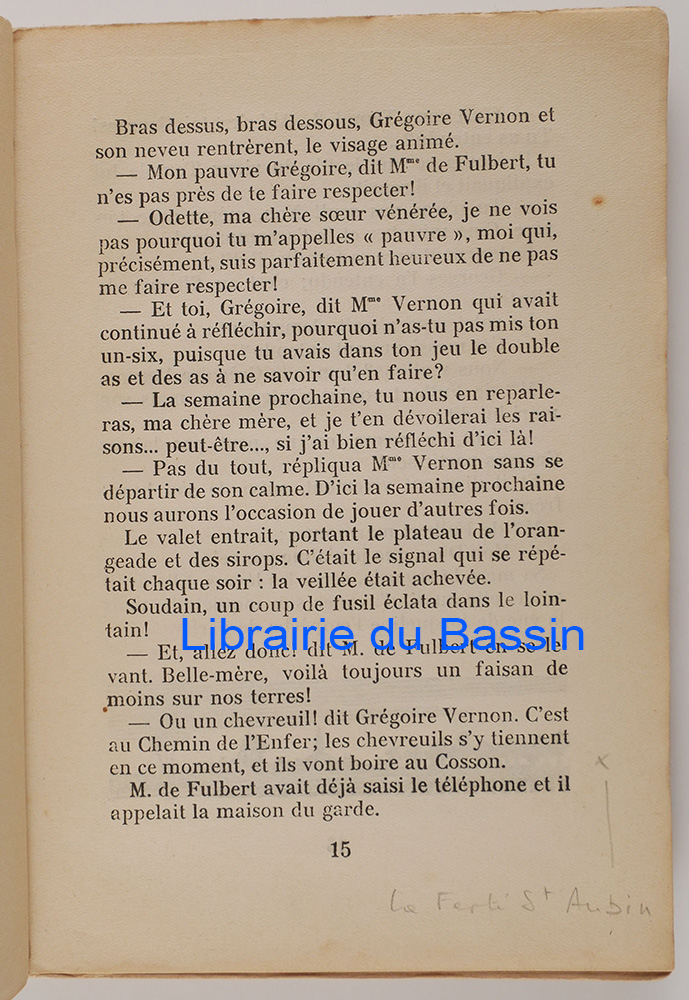 Bras dessus, bras dessous, Grégoire Vernon et
son neveu rentrèrent, le visage animé.
— Mon pauvre Grégoire, dit Mme de Fulbert, tu
n'es pas près de te faire respecter!
— Odette, ma chère sœur vénérée, je ne vois
pas pourquoi tu m'appelles « pauvre », moi qui,
précisément, suis parfaitement heureux de ne pas
me faire respecter!
— Et toi, Grégoire, dit Mme Vernon qui avait
continué à réfléchir, pourquoi n'as-tu pas mis ton
un-six, puisque tu avais dans ton jeu le double
as et des as à ne savoir qu'en faire?
— La semaine prochaine, tu nous en reparle-
ras, ma chère mère, et je t'en dévoilerai les rai-
sons... peut-être..., si j'ai bien réfléchi d'ici là!
— Pas du tout, répliqua Mme Vernon sans se
départir de son calme. D'ici la semaine prochaine
nous aurons l'occasion de jouer d'autres fois.
Le valet entrait, portant le plateau de l'oran-
geade et des sirops. C'était le signal qui se répé-
tait chaque soir : la veillée était achevée.
Soudain, un coup de fusil éclata dans le loin-
tain!
Librairie du Bassin
— Et, allez donc! dit M. de Fulbert en se le-
vant. Belle-mère, voilà toujours un faisan de
moins sur nos terres!
— Ou un chevreuil! dit Grégoire Vernon. C'est
au Chemin de l'Enfer; les chevreuils s'y tiennent
en ce moment, et ils vont boire au Cosson.
M. de Fulbert avait déjà saisi le téléphone et il
appelait la maison du garde.
x
15
La Ferté St Aubin